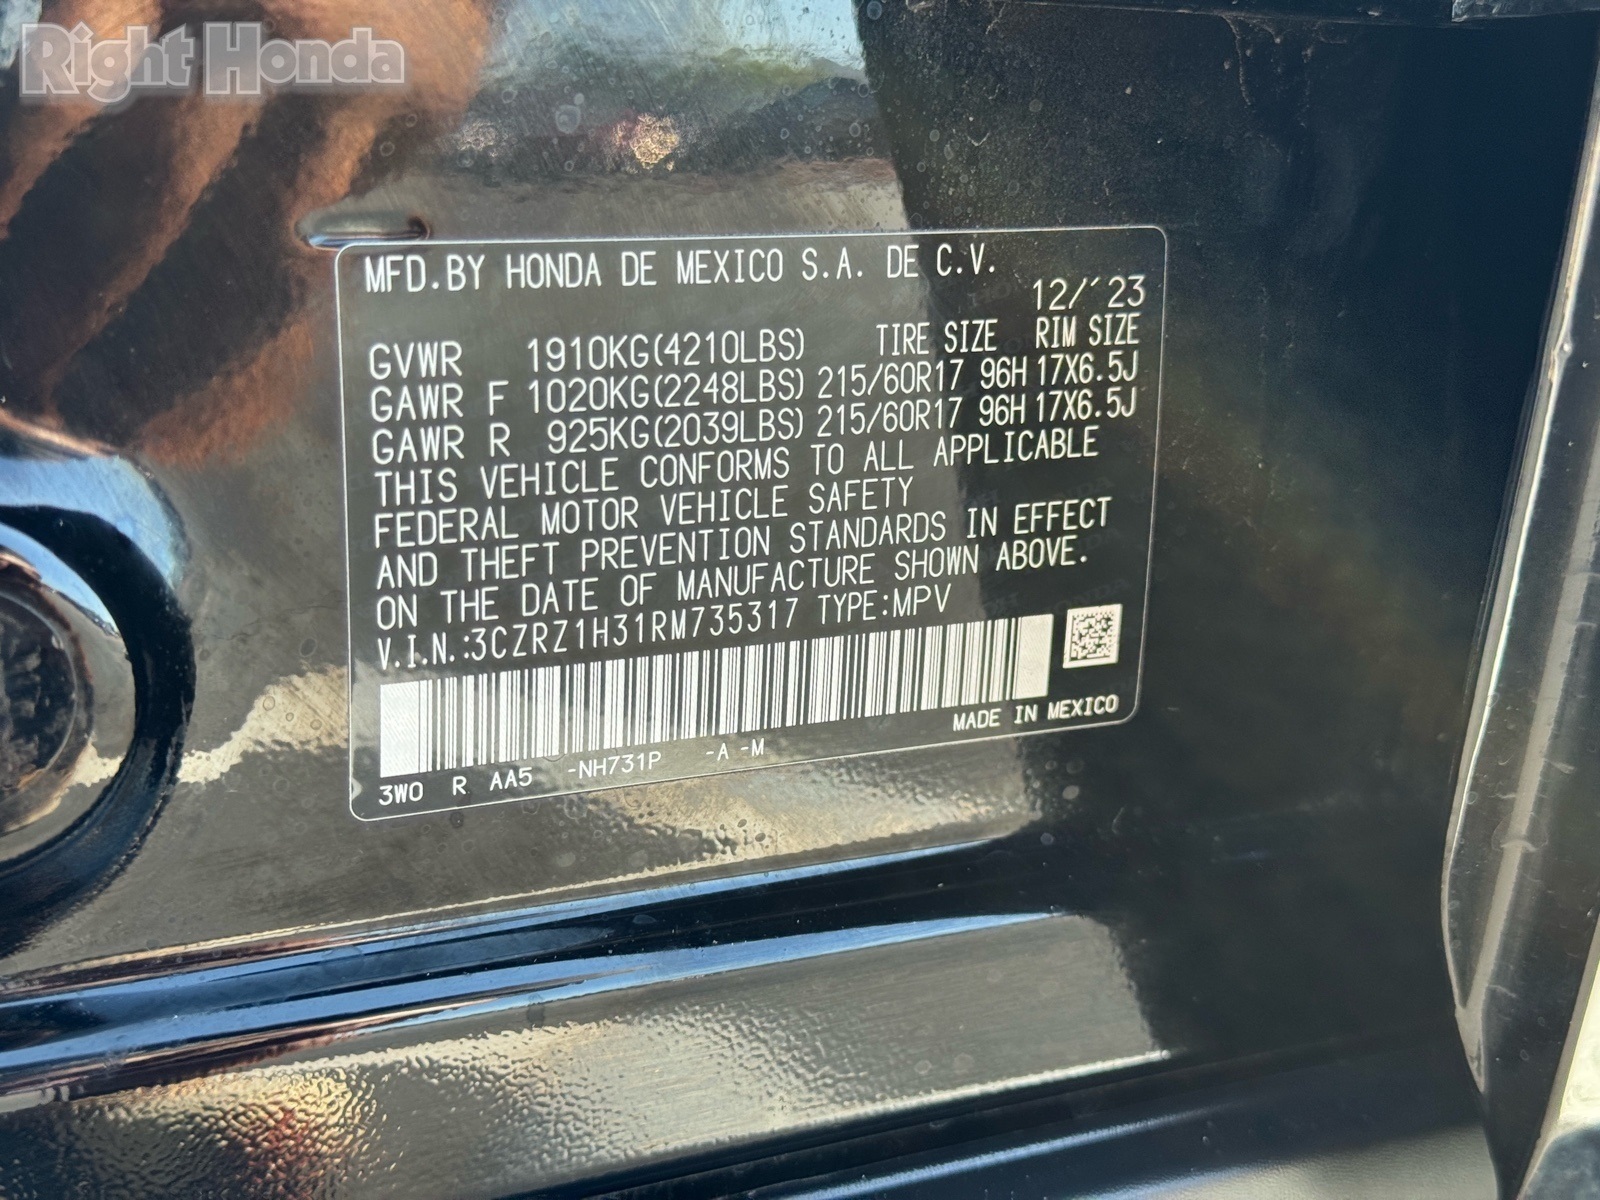 Right Honda
MFD.BY HONDA DE MEXICO S.A. DE C.V.
12/´23
GVWR 1910KG(4210LBS) TIRE SIZE RIM SIZE
GAWR F 1020KG(2248LBS) 215/60R17 96H 17X6.5J
GAWR R 925KG(2039LBS) 215/60R17 96H 17X6.5J
THIS VEHICLE CONFORMS TO ALL APPLICABLE
FEDERAL MOTOR VEHICLE SAFETY
AND THEFT PREVENTION STANDARDS IN EFFECT
ON THE DATE OF MANUFACTURE SHOWN ABOVE.
V.I.N.:3CZRZ1H31RM735317 TYPE:MPV
MADE IN MEXICO
3W0 R AA5 -NH731P -A -M